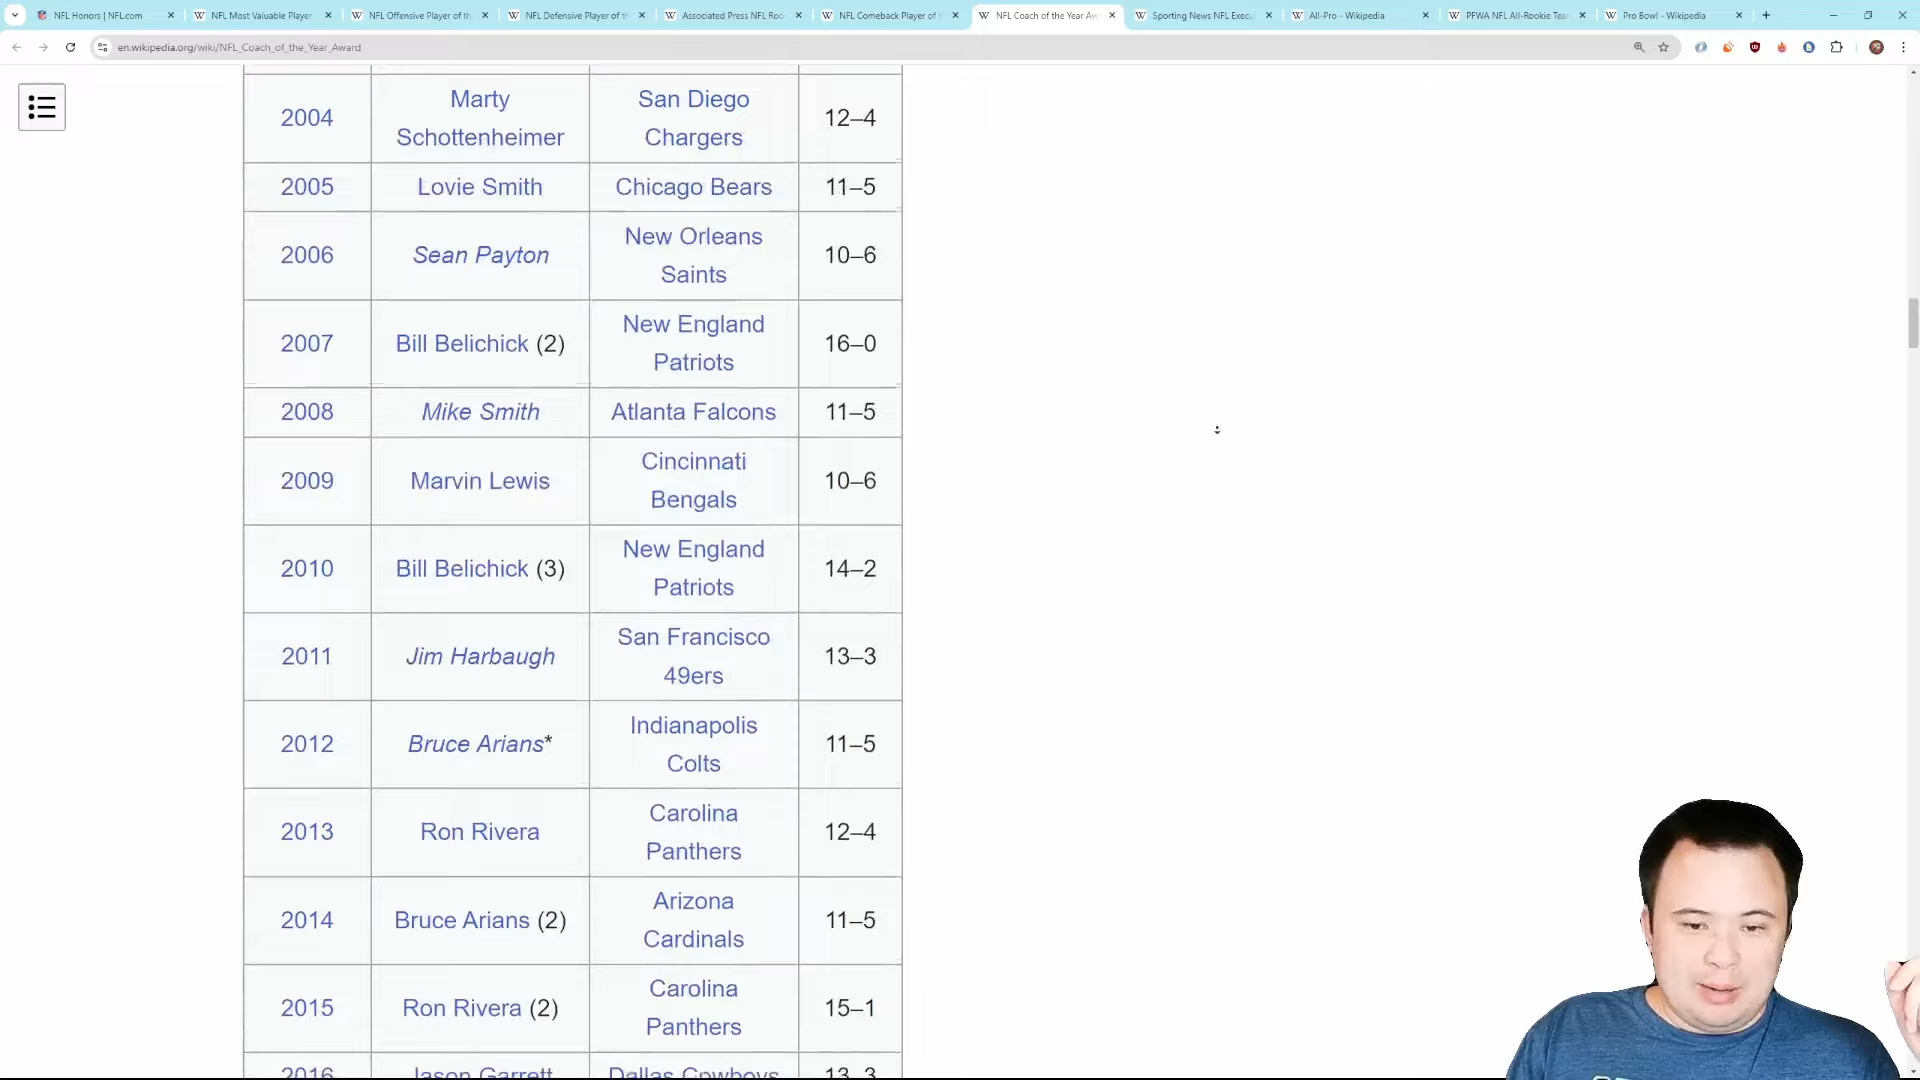 NFL Honors | NFL.com
NFL Most Valuable Player
NFL Offensive Player of th
NFL Defensive Player of th
Associated Press NFL Roo
NFL Comeback Player of t
NFL Coach of the Year Aw
Sporting News NFL Execu
All-Pro - Wikipedia
PFWA NFL All-Rookie Tea
Pro Bowl - Wikipedia
en.wikipedia.org/wiki/NFL_Coach_of_the_Year_Award
2004 Marty Schottenheimer San Diego Chargers 12–4
2005 Lovie Smith Chicago Bears 11–5
2006 Sean Payton New Orleans Saints 10–6
2007 Bill Belichick (2) New England Patriots 16–0
2008 Mike Smith Atlanta Falcons 11–5
2009 Marvin Lewis Cincinnati Bengals 10–6
2010 Bill Belichick (3) New England Patriots 14–2
2011 Jim Harbaugh San Francisco 49ers 13–3
2012 Bruce Arians* Indianapolis Colts 11–5
2013 Ron Rivera Carolina Panthers 12–4
2014 Bruce Arians (2) Arizona Cardinals 11–5
2015 Ron Rivera (2) Carolina Panthers 15–1
2016 Jason Garrett Dallas Cowboys 13–3